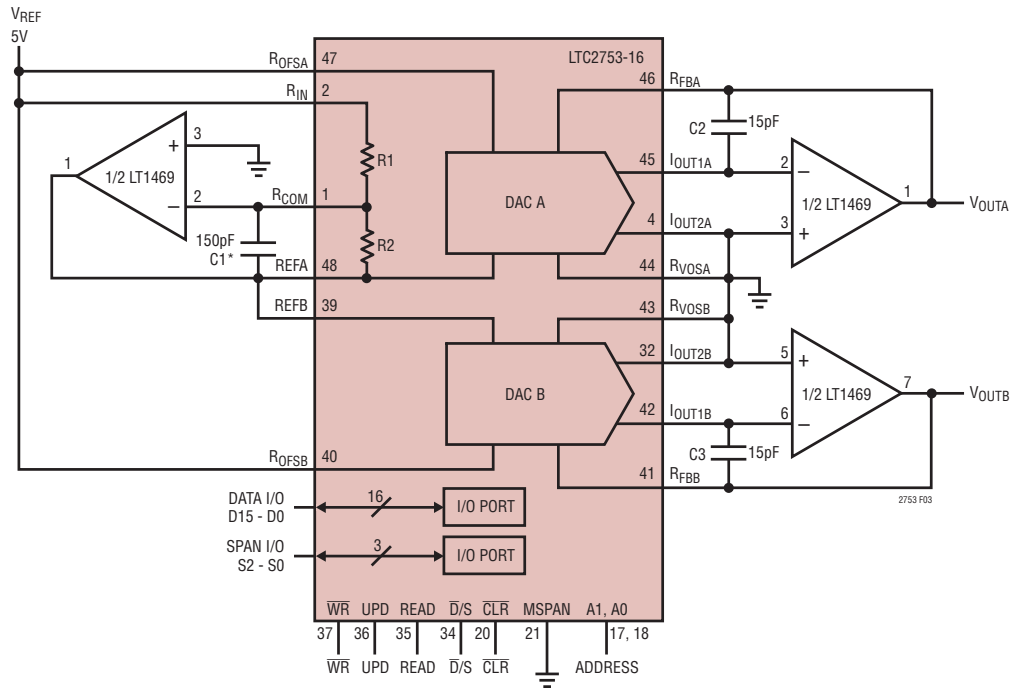 VREF
5V
LTC2753-16
ROFSA 47
RIN 2
46 RFBA
C2 15pF
3
1
1/2 LT1469
+
−
2
RCOM 1
R1
R2
150pF
C1*
REFA 48
REFB 39
DAC A
45 IOUT1A
4 IOUT2A
44 RVOSA
2
−
3
+
1/2 LT1469
1
VOUTA
43 RVOSB
32 IOUT2B
42 IOUT1B
41 RFBB
DAC B
5
+
6
−
1/2 LT1469
7
VOUTB
C3 15pF
ROFSB 40
2753 F03
DATA I/O
D15 - D0
16
I/O PORT
SPAN I/O
S2 - S0
3
I/O PORT
W̅R̅ UPD READ D̅/S C̅L̅R̅ MSPAN A1, A0
37 36 35 34 20 21 17, 18
W̅R̅ UPD READ D̅/S C̅L̅R̅ ADDRESS